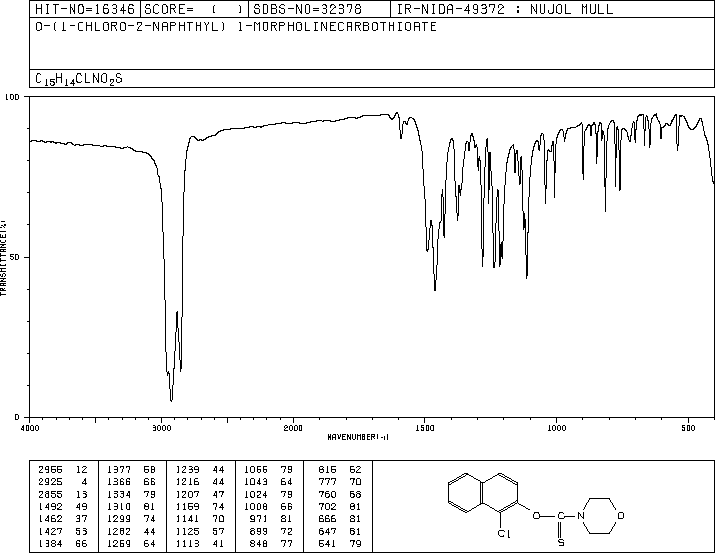 HIT-NO=16346 SCORE= ( ) SDBS-NO=32378 IR-NIDA-49372 : NUJOL MULL
O-(1-CHLORO-2-NAPHTHYL) 1-MORPHOLINECARBOTHIOATE
C15H14CLNO2S
100
50
0
TRANSMITTANCE(%)
4000 3000 2000 1500 1000 500
WAVENUMBER(-1)
2966 12 1377 60 1239 44 1066 79 816 62
2925 4 1366 66 1216 44 1043 64 777 70
2855 13 1334 79 1207 47 1024 79 760 68
1492 49 1310 81 1169 74 1008 66 702 81
1462 37 1299 74 1141 70 971 81 666 81
1427 53 1282 44 1125 57 899 72 647 81
1384 66 1269 64 1113 41 848 77 541 79
O C N O
Cl S